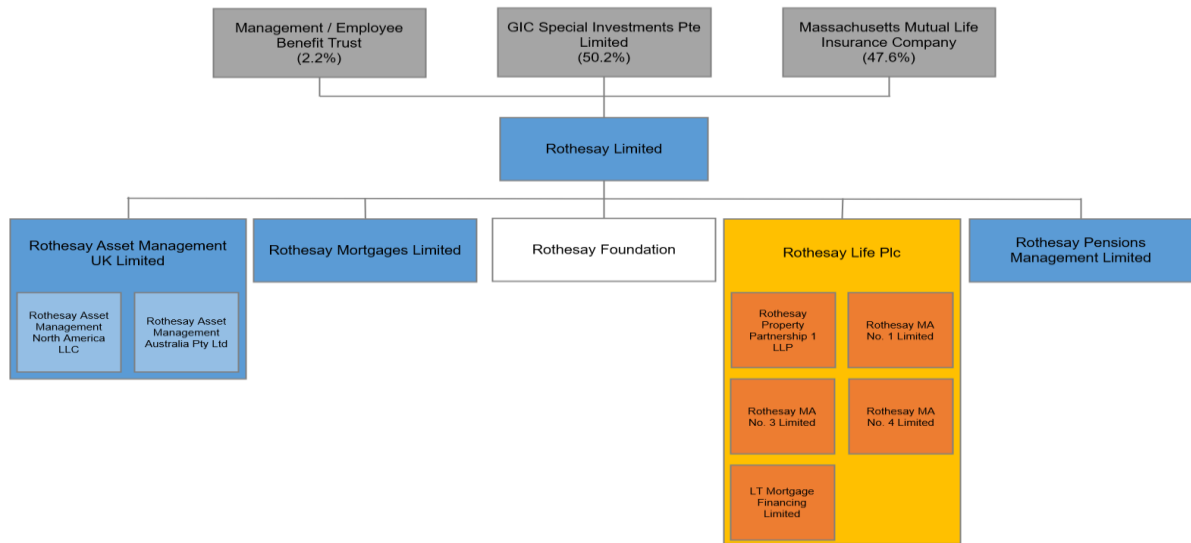 Management / Employee
Benefit Trust
(2.2%)
GIC Special Investments Pte
Limited
(50.2%)
Massachusetts Mutual Life
Insurance Company
(47.6%)
Rothesay Limited
Rothesay Asset Management
UK Limited
Rothesay Asset
Management
North America
LLC
Rothesay Asset
Management
Australia Pty Ltd
Rothesay Mortgages Limited
Rothesay Foundation
Rothesay Life Plc
Rothesay
Property
Partnership 1
LLP
Rothesay MA
No. 1 Limited
Rothesay MA
No. 3 Limited
Rothesay MA
No. 4 Limited
LT Mortgage
Financing
Limited
Rothesay Pensions
Management Limited